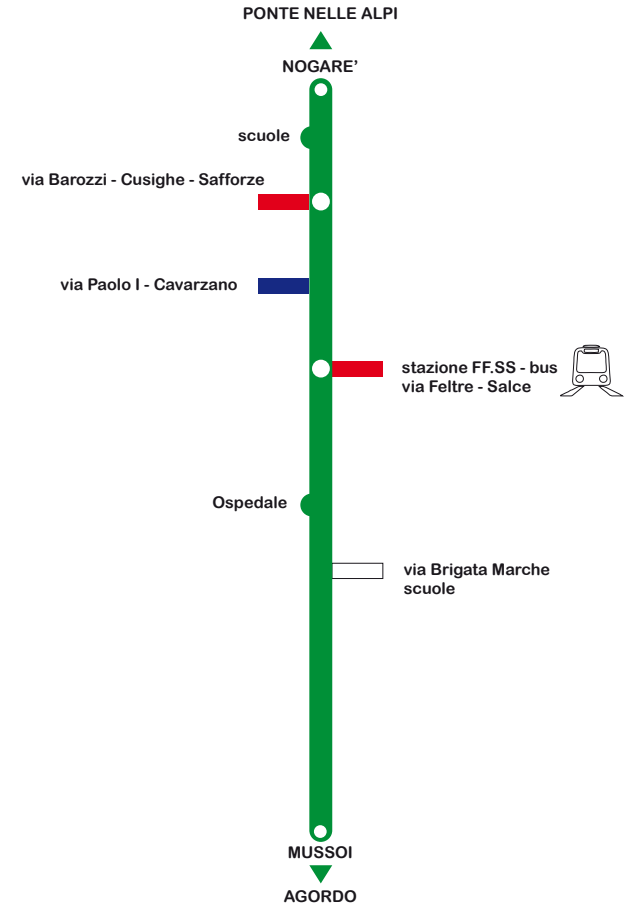 PONTE NELLE ALPI
NOGARE’
scuole
via Barozzi - Cusighe - Safforze
via Paolo I - Cavarzano
stazione FF.SS - bus
via Feltre - Salce
Ospedale
via Brigata Marche
scuole
MUSSOI
AGORDO